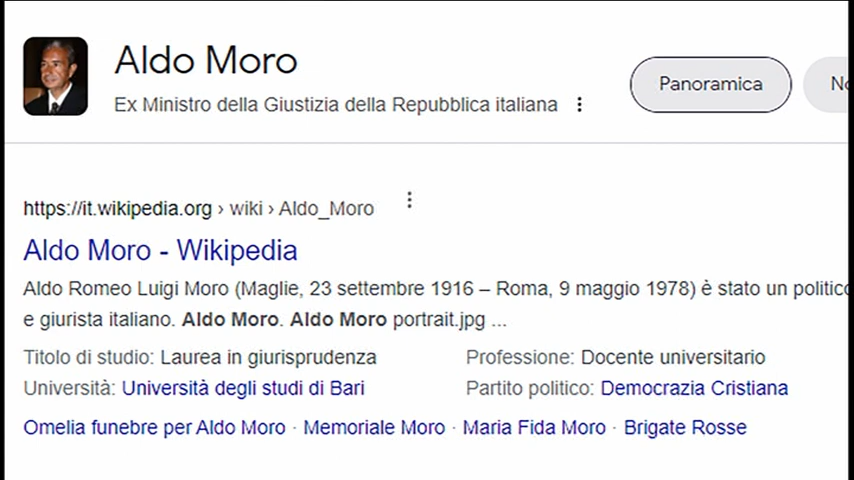 Aldo Moro
Ex Ministro della Giustizia della Repubblica italiana
Panoramica
https://it.wikipedia.org › wiki › Aldo_Moro
Aldo Moro - Wikipedia
Aldo Romeo Luigi Moro (Maglie, 23 settembre 1916 – Roma, 9 maggio 1978) è stato un politico
e giurista italiano. Aldo Moro. Aldo Moro portrait.jpg ...
Titolo di studio: Laurea in giurisprudenza Professione: Docente universitario
Università: Università degli studi di Bari Partito politico: Democrazia Cristiana
Omelia funebre per Aldo Moro · Memoriale Moro · Maria Fida Moro · Brigate Rosse